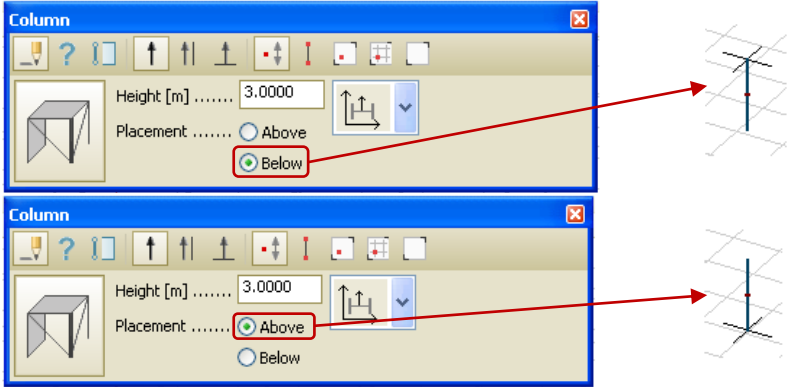 Column
Height [m] ....... 3.0000
Placement ....... Above
Below
Column
Height [m] ....... 3.0000
Placement ....... Above
Below